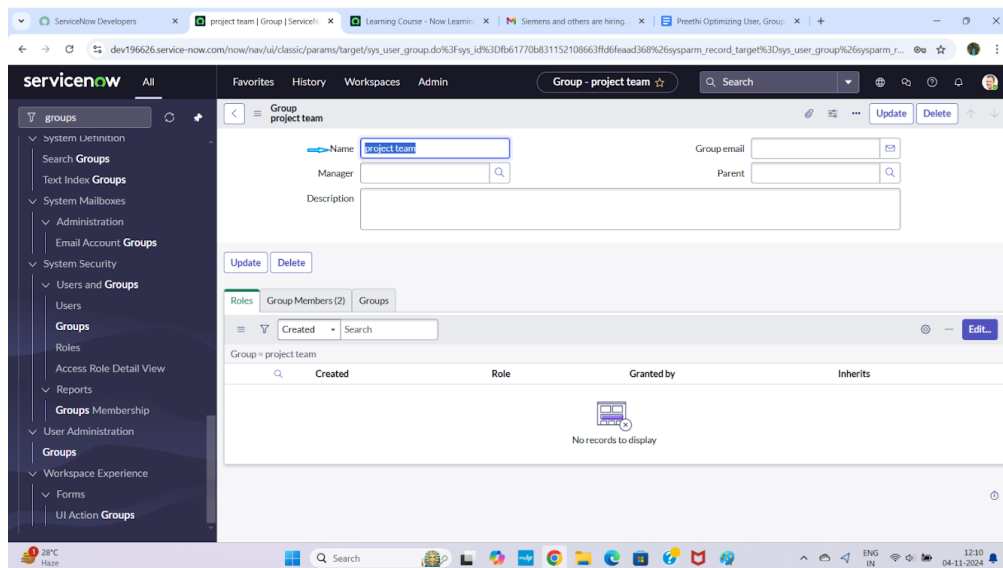 ServiceNow Developers
project team | Group | ServiceN
Learning Course - Now Learnin
Siemens and others are hiring.
Preethi Optimizing User, Group
dev196626.service-now.com/now/nav/ui/classic/params/target/sys_user_group.do%3Fsys_id%3Dfb61770b831152108663ffd6feaad368%26sysparm_record_target%3Dsys_user_group%26sysparm_r...
servicenow All Favorites History Workspaces Admin Group - project team Search
groups
Group
project team
Update Delete
System Definition
Search Groups
Text Index Groups
System Mailboxes
Administration
Email Account Groups
System Security
Users and Groups
Users
Groups
Roles
Access Role Detail View
Reports
Groups Membership
User Administration
Groups
Workspace Experience
Forms
UI Action Groups
Name project team
Group email
Manager
Parent
Description
Update Delete
Roles Group Members (2) Groups
Created Search
Edit...
Group = project team
Created Role Granted by Inherits
No records to display
1
28°C
Haze
Search
ENG
IN
12:10
04-11-2024